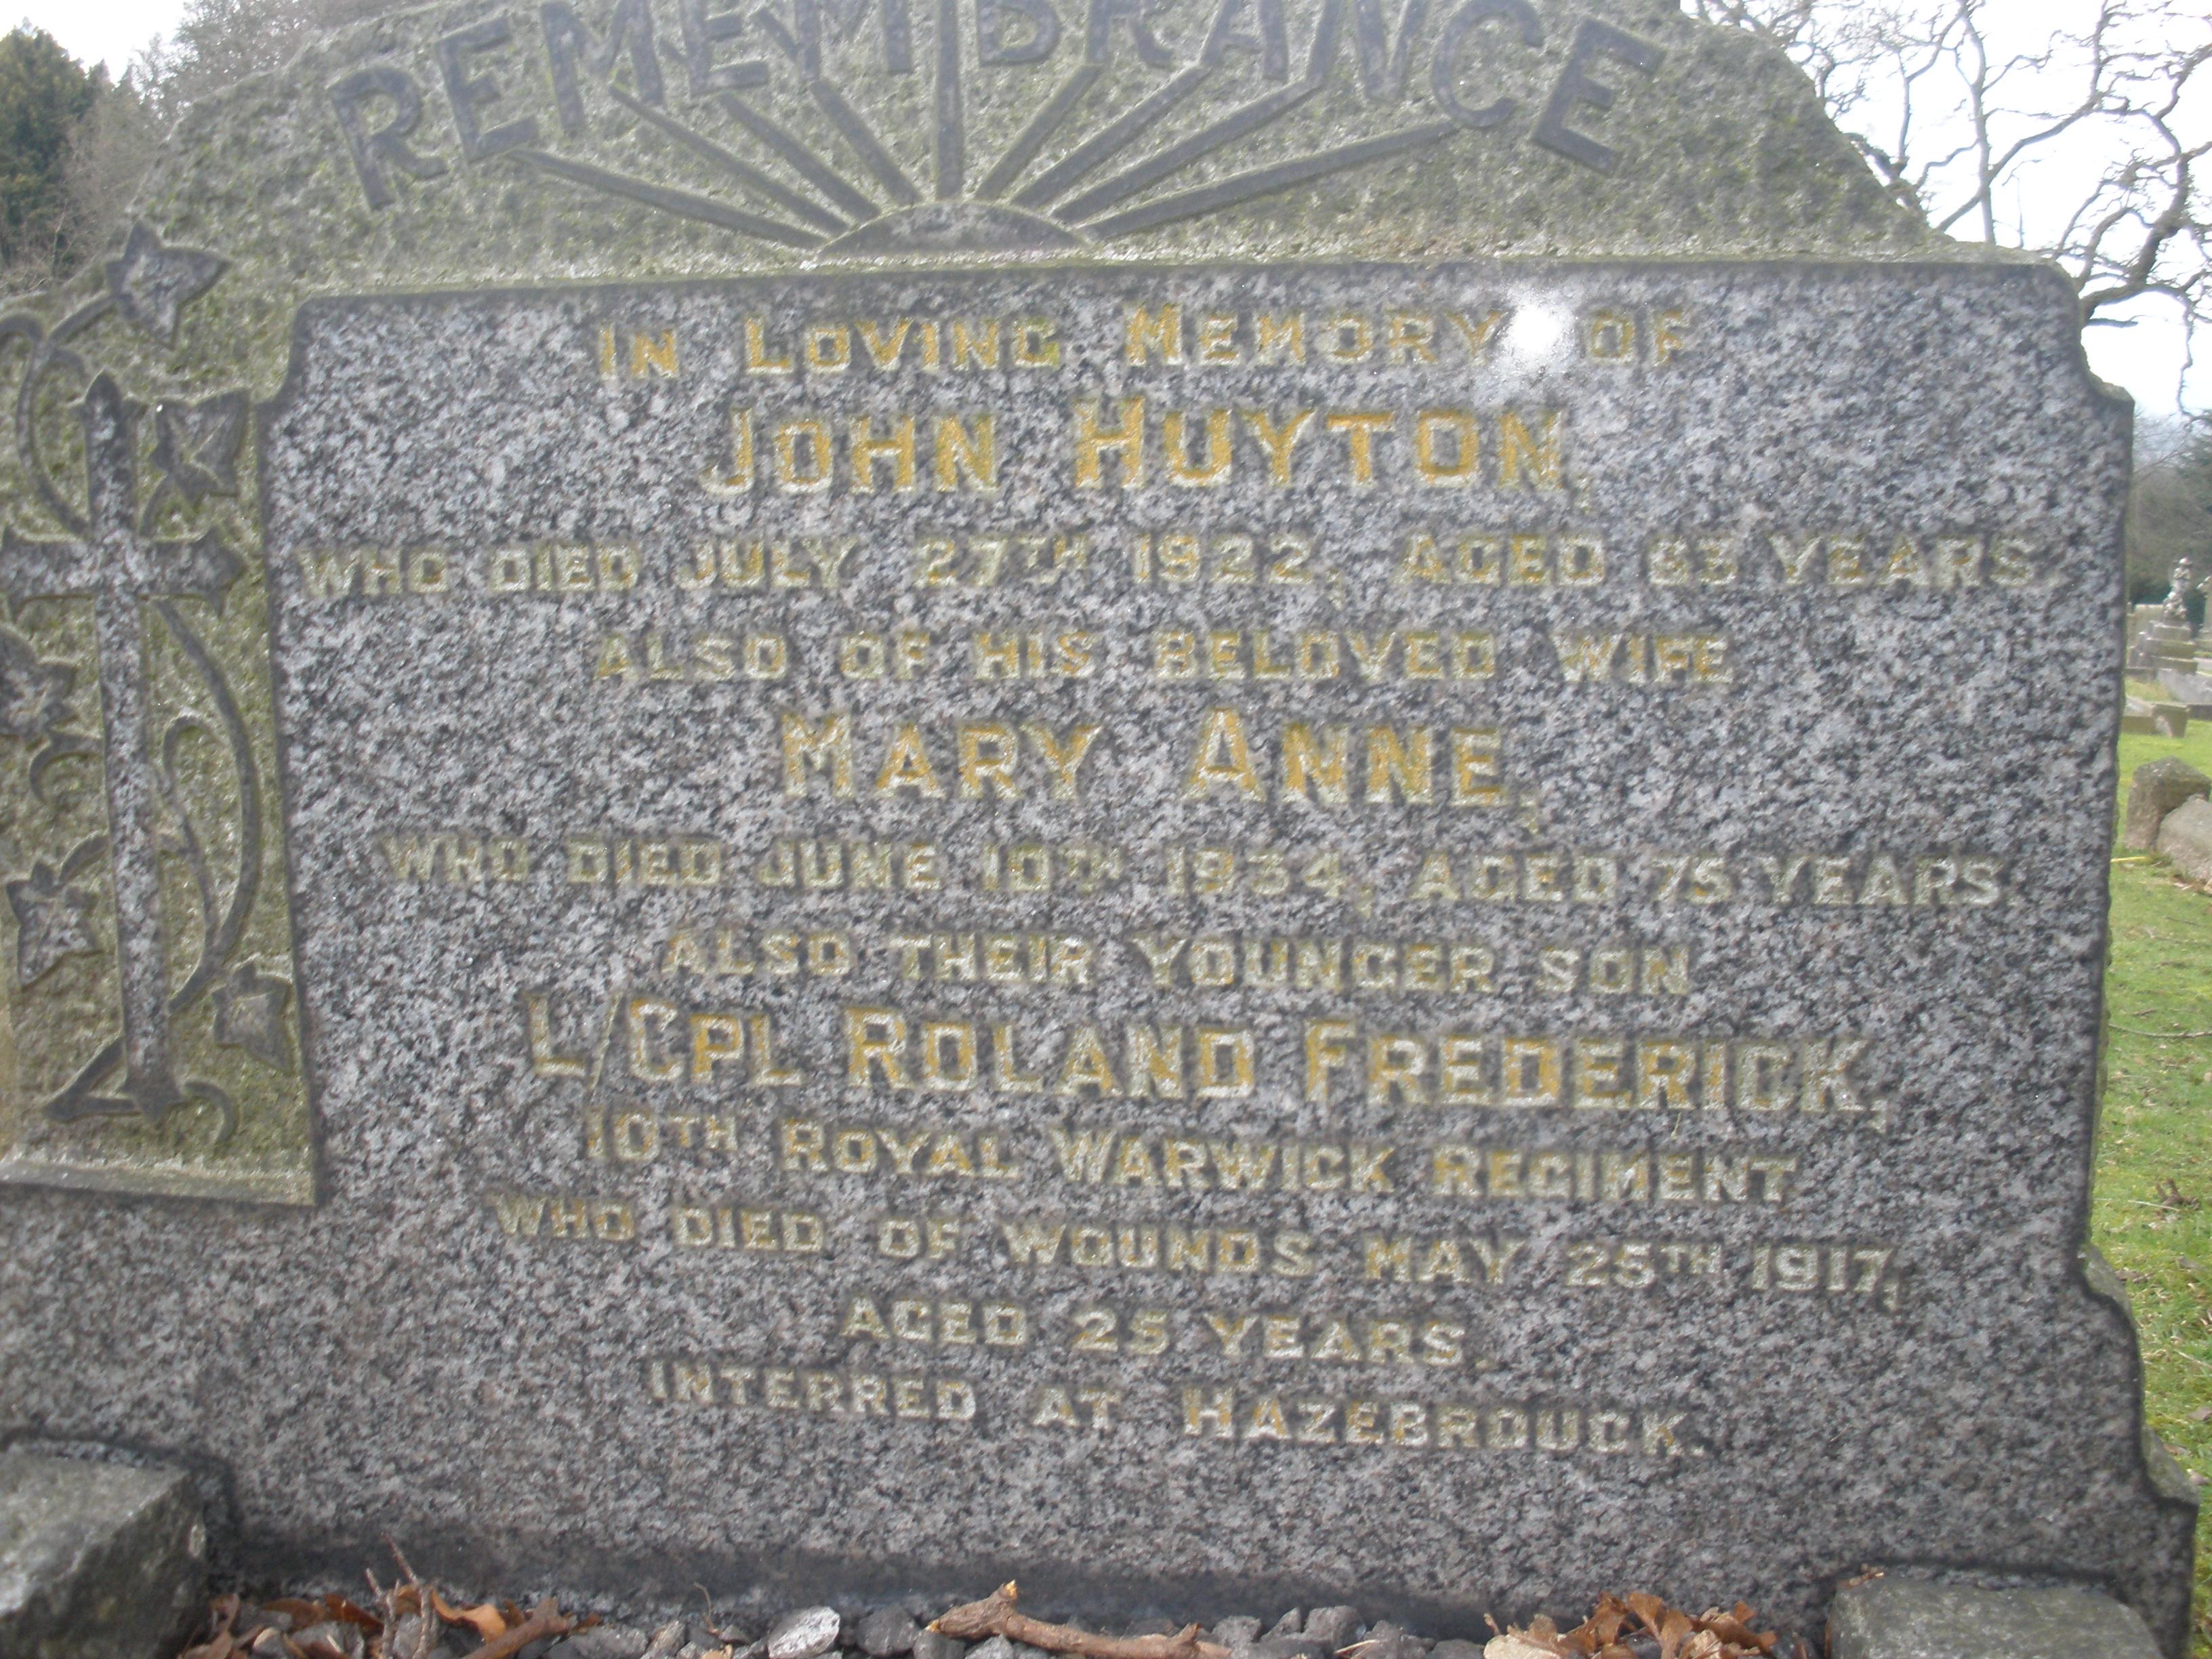 REMEMBRANCE
IN LOVING MEMORY OF
JOHN HUYTON,
WHO DIED JULY 27TH 1922, AGED 63 YEARS.
ALSO OF HIS BELOVED WIFE
MARY ANNE,
WHO DIED JUNE 10TH 1934, AGED 75 YEARS.
ALSO THEIR YOUNGER SON
L/CPL ROLAND FREDERICK,
10TH ROYAL WARWICK REGIMENT
WHO DIED OF WOUNDS MAY 25TH 1917,
AGED 25 YEARS.
INTERRED AT HAZEBROUCK.